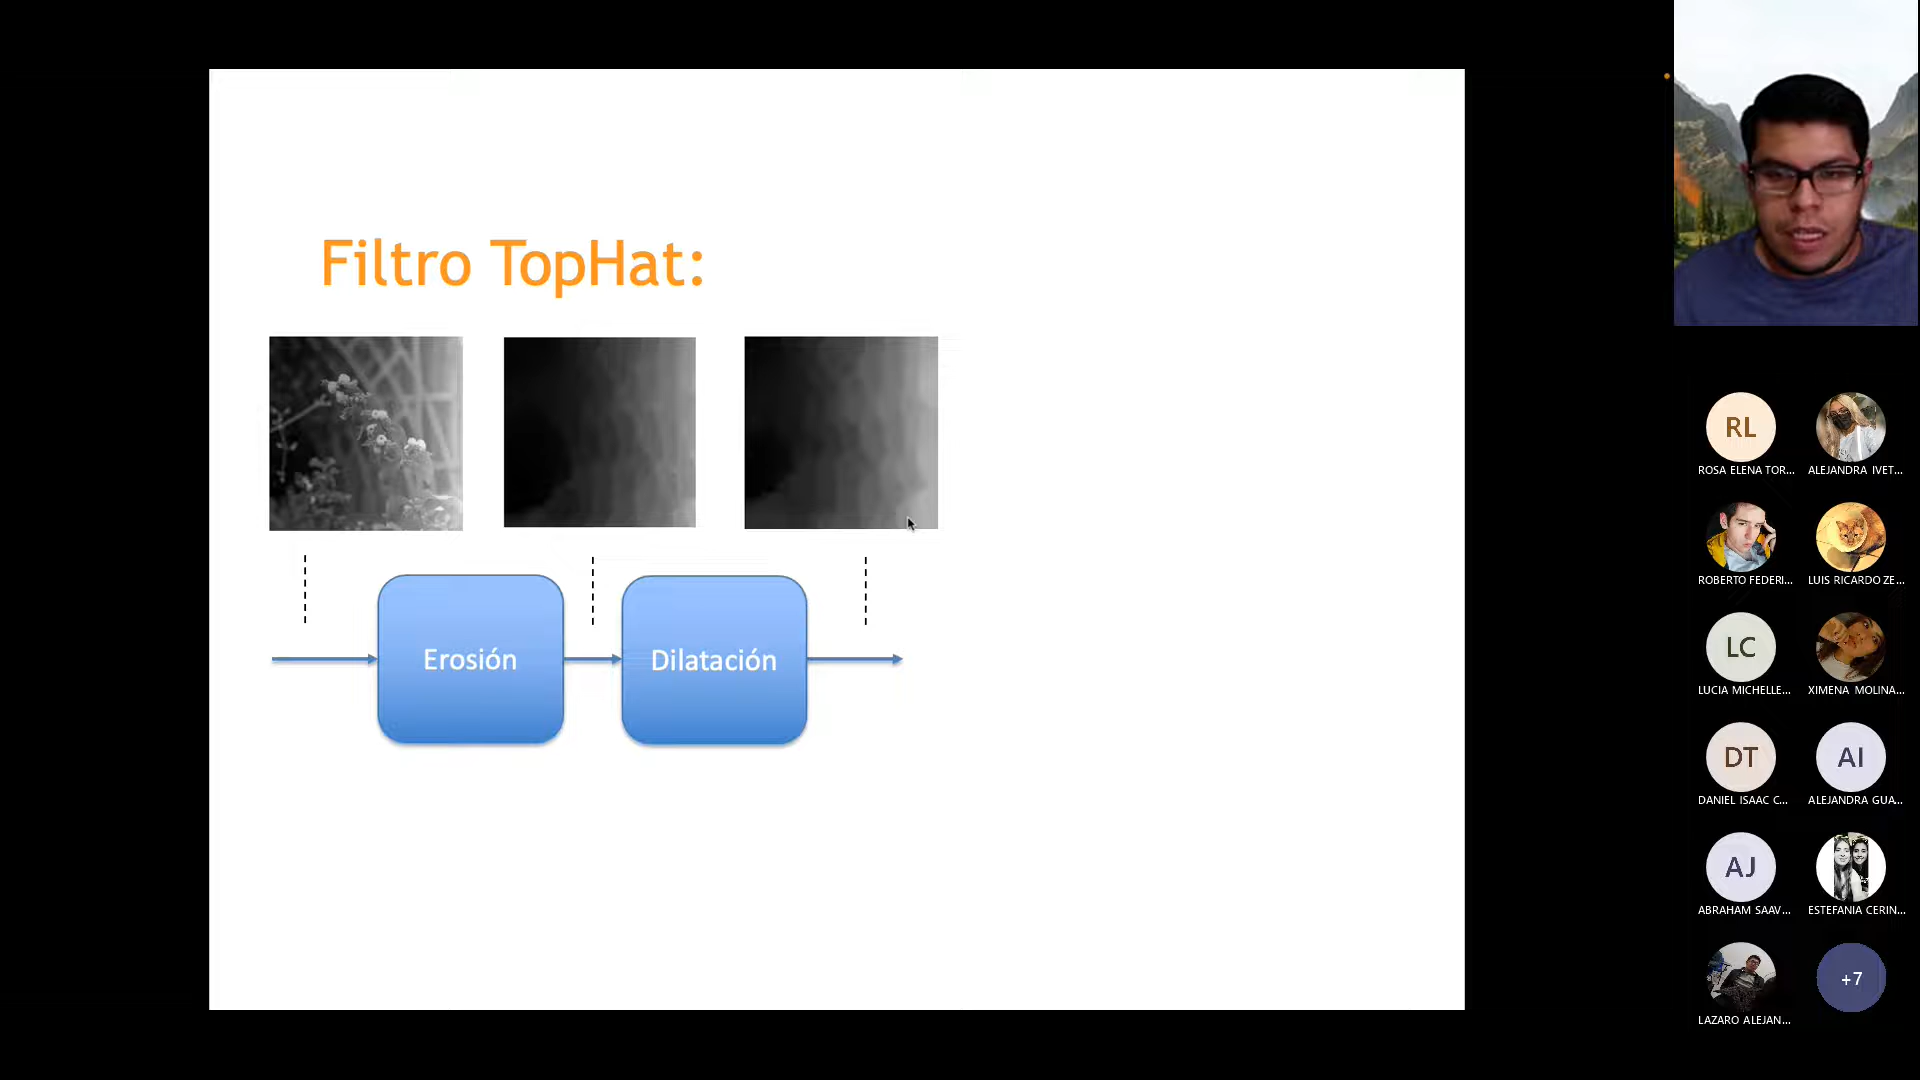 Filtro TopHat:
Erosión
Dilatación
RL
ROSA ELENA TOR...
ALEJANDRA IVET...
ROBERTO FEDERI...
LUIS RICARDO ZE...
LC
LUCIA MICHELLE...
XIMENA MOLINA...
DT
DANIEL ISAAC C...
AI
ALEJANDRA GUA...
AJ
ABRAHAM SAAV...
ESTEFANIA CERIN...
LAZARO ALEJAN...
+7